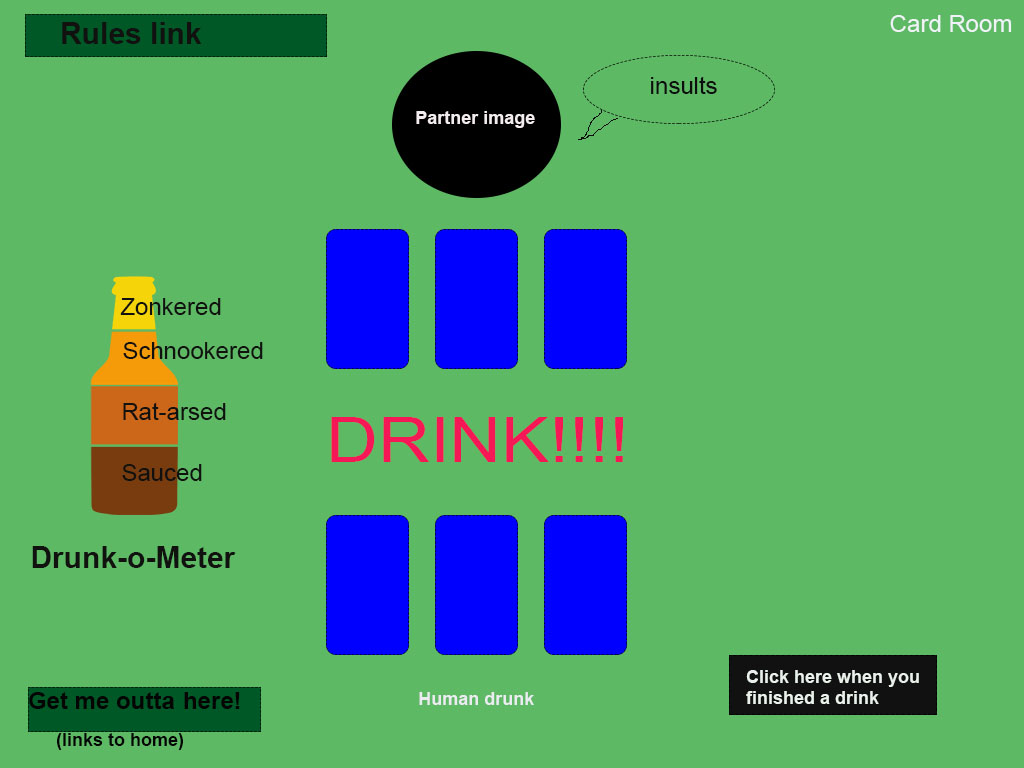 Rules link
Card Room
Partner image
insults
Zonkered
Schnookered
Rat-arsed
Sauced
DRINK!!!!
Drunk-o-Meter
Get me outta here!
(links to home)
Human drunk
Click here when you
finished a drink